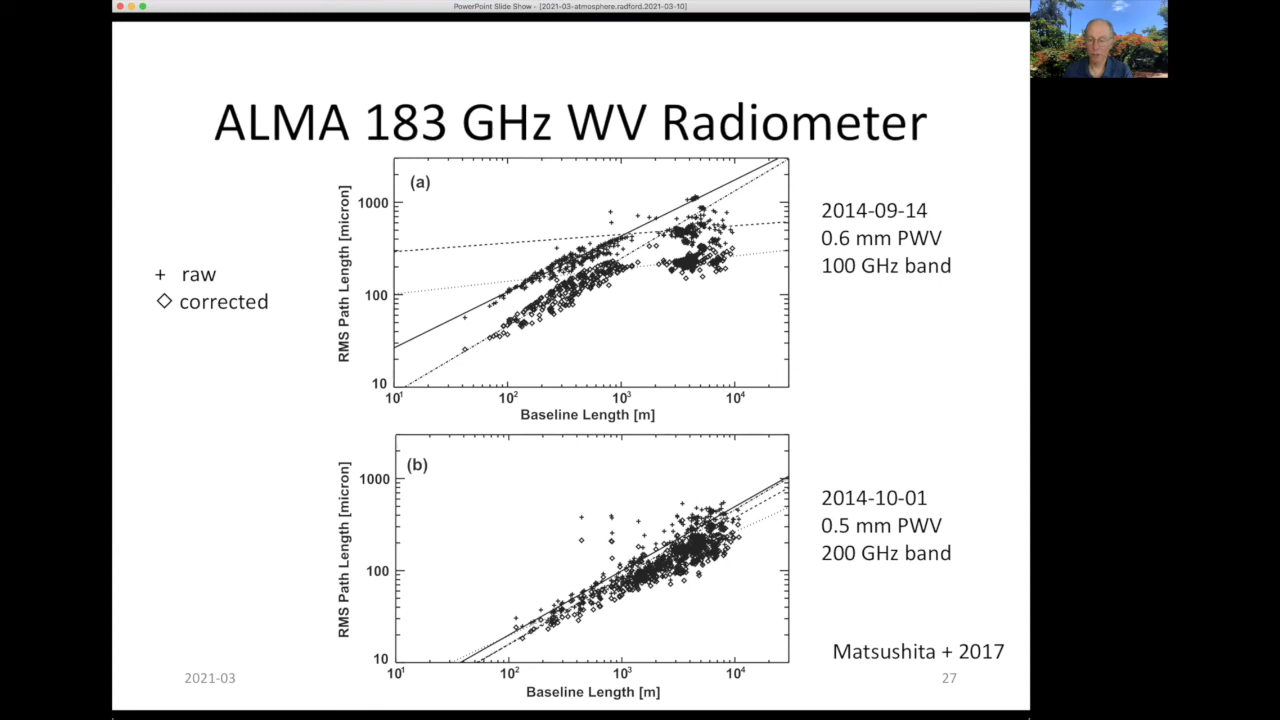 PowerPoint Slide Show - [2021-03-atmosphere.radford.2021-03-10]
ALMA 183 GHz WV Radiometer
+ raw
◇ corrected
(a)
1000
100
10
RMS Path Length [micron]
10¹ 10² 10³ 10⁴
Baseline Length [m]
2014-09-14
0.6 mm PWV
100 GHz band
(b)
1000
100
10
RMS Path Length [micron]
10¹ 10² 10³ 10⁴
Baseline Length [m]
2014-10-01
0.5 mm PWV
200 GHz band
Matsushita + 2017
2021-03
27